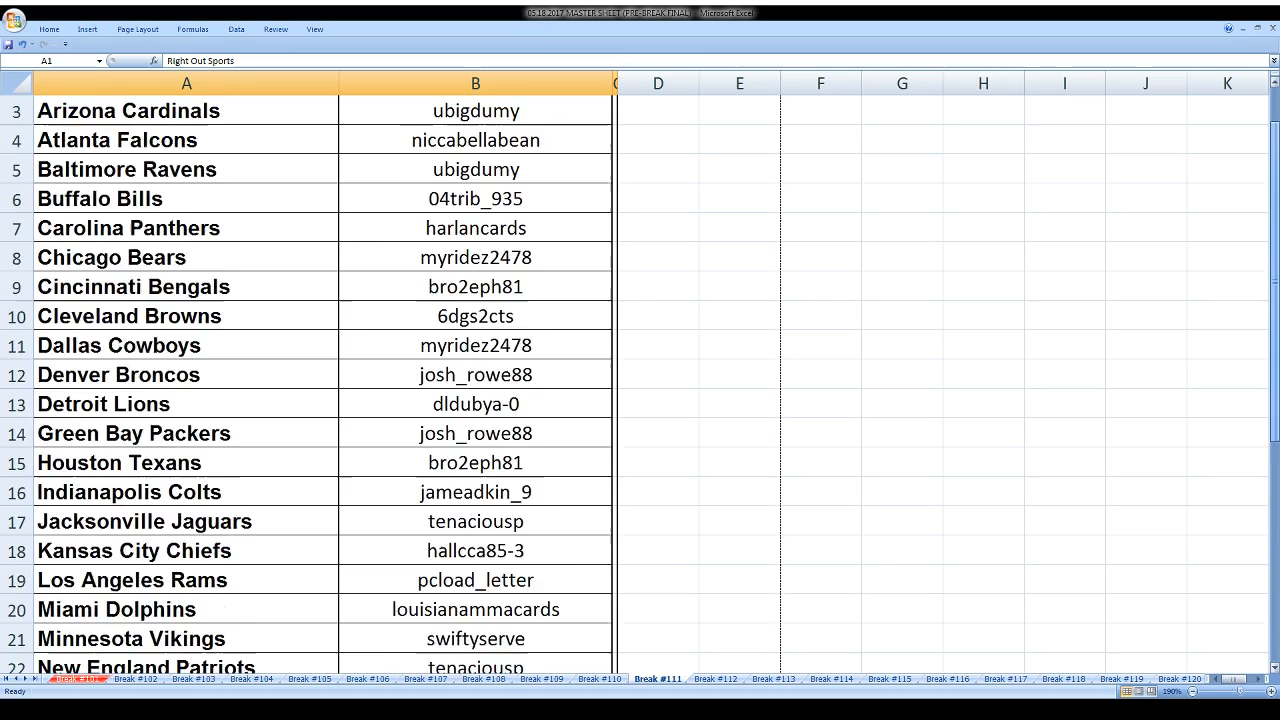 05.18.2017 MASTER SHEET (PRE-BREAK FINAL) - Microsoft Excel
Home Insert Page Layout Formulas Data Review View
A1 fx Right Out Sports
A B C D E F G H I J K
3 Arizona Cardinals ubigdumy
4 Atlanta Falcons niccabellabean
5 Baltimore Ravens ubigdumy
6 Buffalo Bills 04trib_935
7 Carolina Panthers harlancards
8 Chicago Bears myridez2478
9 Cincinnati Bengals bro2eph81
10 Cleveland Browns 6dgs2cts
11 Dallas Cowboys myridez2478
12 Denver Broncos josh_rowe88
13 Detroit Lions dldubya-0
14 Green Bay Packers josh_rowe88
15 Houston Texans bro2eph81
16 Indianapolis Colts jameadkin_9
17 Jacksonville Jaguars tenaciousp
18 Kansas City Chiefs hallcca85-3
19 Los Angeles Rams pcload_letter
20 Miami Dolphins louisianammacards
21 Minnesota Vikings swiftyserve
22 New England Patriots tenaciousp
Break #101 Break #102 Break #103 Break #104 Break #105 Break #106 Break #107 Break #108 Break #109 Break #110 Break #111 Break #112 Break #113 Break #114 Break #115 Break #116 Break #117 Break #118 Break #119 Break #120
Ready 190%